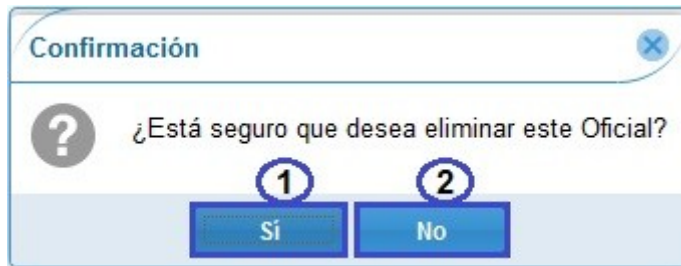 Confirmación
?
¿Está seguro que desea eliminar este Oficial?
1 2
Sí No